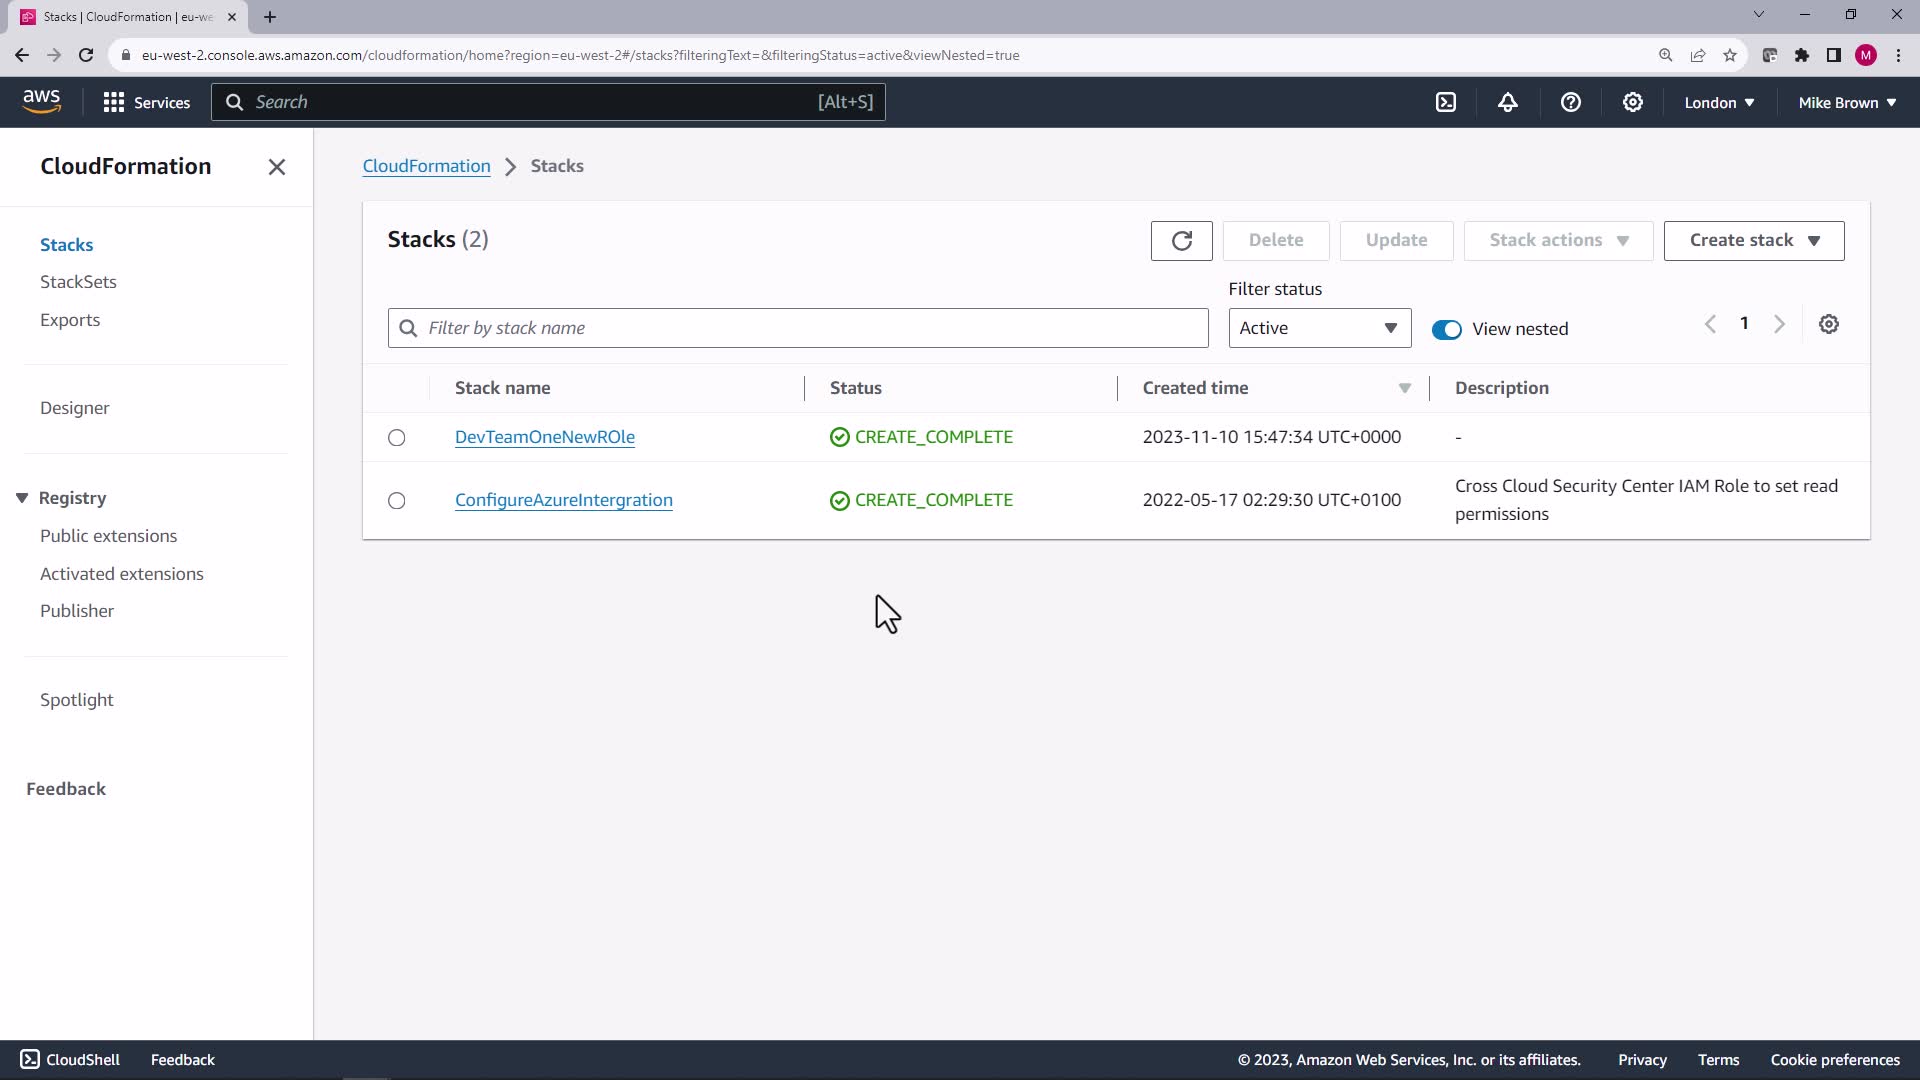 Stacks | CloudFormation | eu-we
eu-west-2.console.aws.amazon.com/cloudformation/home?region=eu-west-2#/stacks?filteringText=&filteringStatus=active&viewNested=true
M
aws
Services
Search
[Alt+S]
London
Mike Brown
CloudFormation
Stacks
StackSets
Exports
Designer
Registry
Public extensions
Activated extensions
Publisher
Spotlight
Feedback
CloudFormation
Stacks
Stacks (2)
Delete
Update
Stack actions
Create stack
Filter status
Filter by stack name
Active
View nested
1
Stack name
Status
Created time
Description
DevTeamOneNewROle
CREATE_COMPLETE
2023-11-10 15:47:34 UTC+0000
-
ConfigureAzureIntergration
CREATE_COMPLETE
2022-05-17 02:29:30 UTC+0100
Cross Cloud Security Center IAM Role to set read
permissions
CloudShell
Feedback
© 2023, Amazon Web Services, Inc. or its affiliates.
Privacy
Terms
Cookie preferences